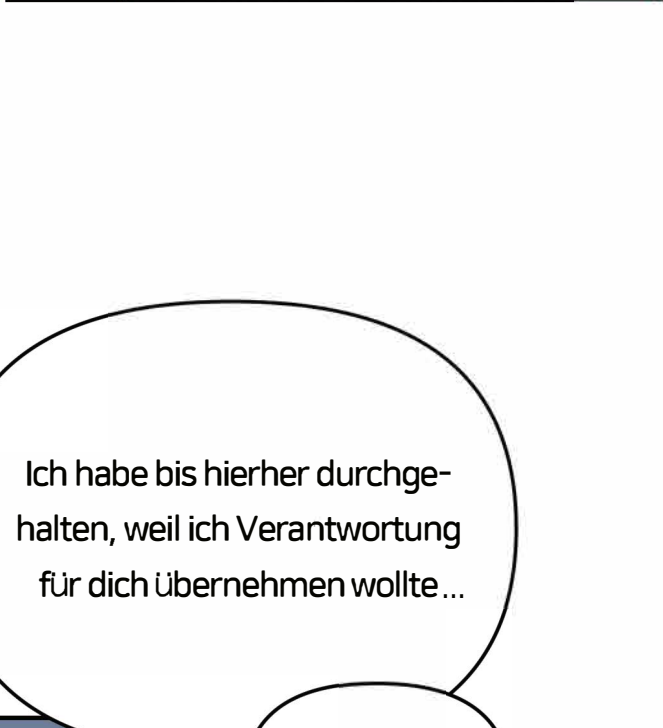 Ich habe bis hierher durchge-
halten, weil ich Verantwortung
für dich übernehmen wollte...